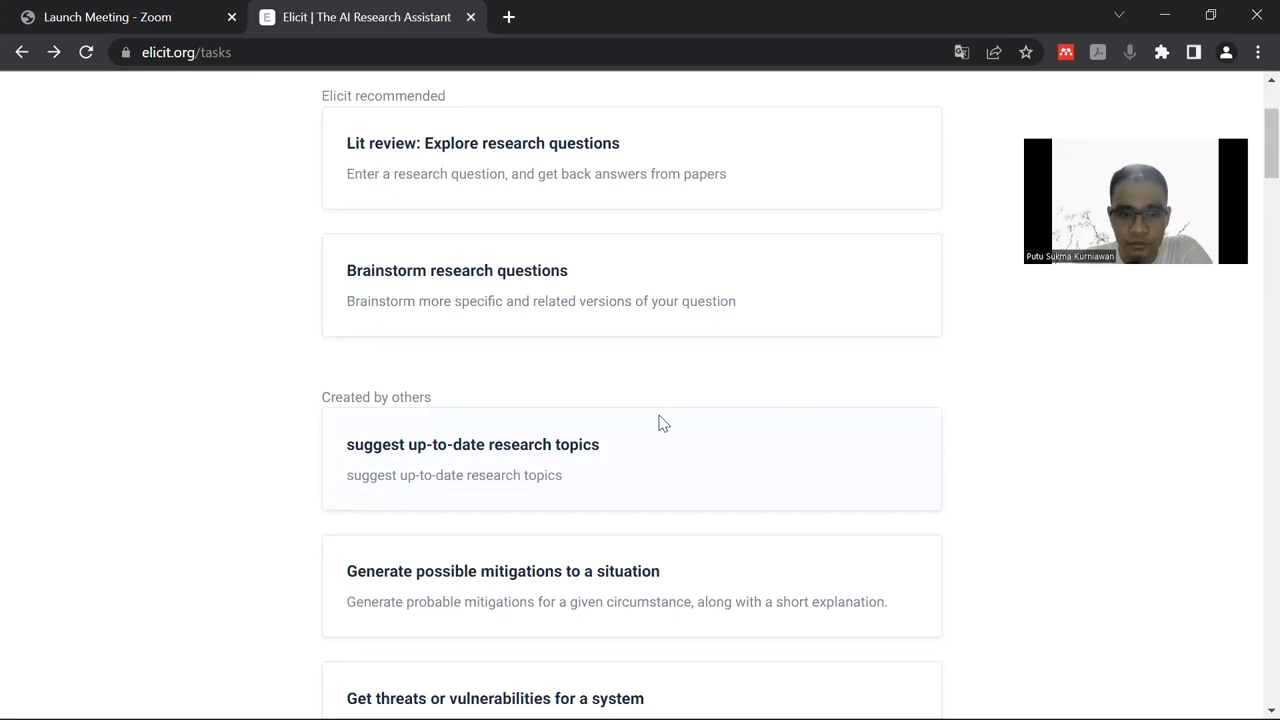 Launch Meeting - Zoom
Elicit | The AI Research Assistant
elicit.org/tasks
Elicit recommended
Lit review: Explore research questions
Enter a research question, and get back answers from papers
Brainstorm research questions
Brainstorm more specific and related versions of your question
Putu Sukma Kurniawan
Created by others
suggest up-to-date research topics
suggest up-to-date research topics
Generate possible mitigations to a situation
Generate probable mitigations for a given circumstance, along with a short explanation.
Get threats or vulnerabilities for a system